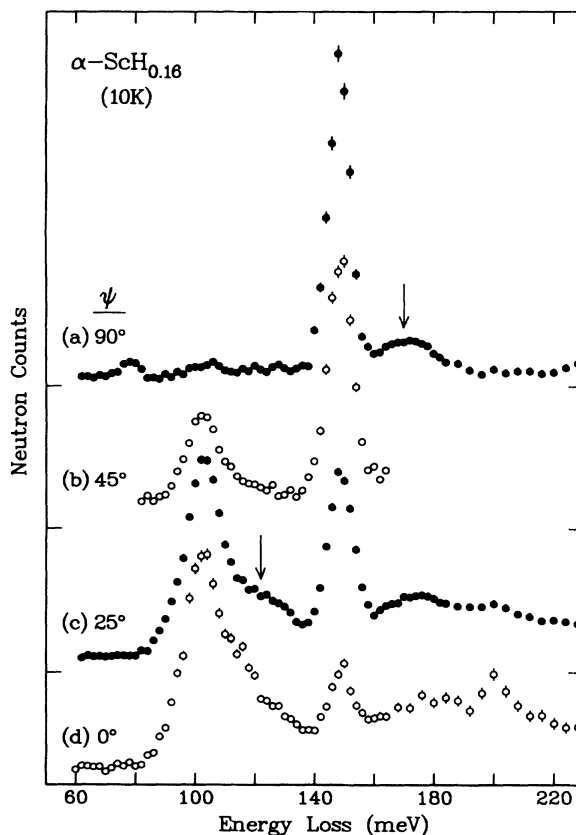 α-ScH₀.₁₆
(10K)
ψ
(a) 90°
(b) 45°
(c) 25°
(d) 0°
Neutron Counts
60 100 140 180 220
Energy Loss (meV)